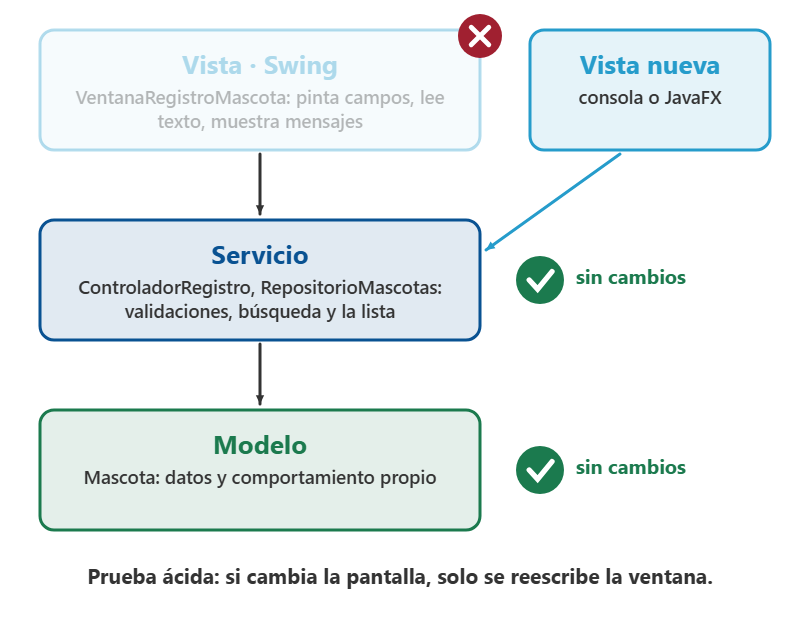 Vista · Swing
VentanaRegistroMascota: pinta campos, lee
texto, muestra mensajes
Vista nueva
consola o JavaFX
Servicio
ControladorRegistro, RepositorioMascotas:
validaciones, búsqueda y la lista
sin cambios
Modelo
Mascota: datos y comportamiento propio
sin cambios
Prueba ácida: si cambia la pantalla, solo se reescribe la ventana.